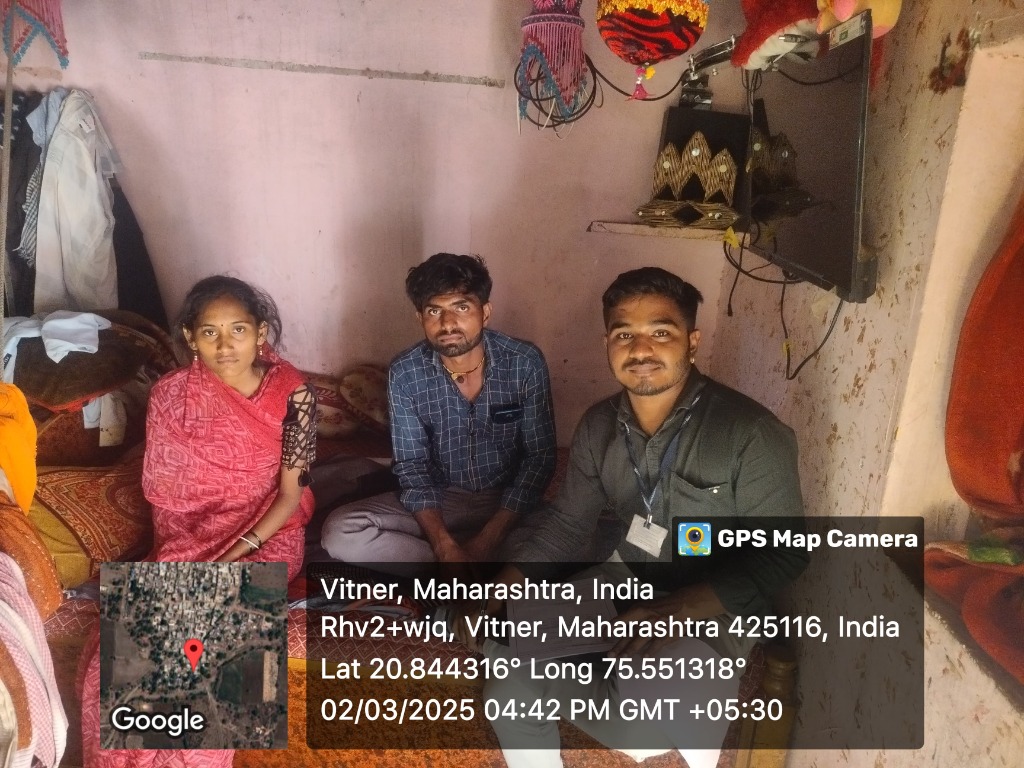 GPS Map Camera
Vitner, Maharashtra, India
Rhv2+wjq, Vitner, Maharashtra 425116, India
Lat 20.844316° Long 75.551318°
02/03/2025 04:42 PM GMT +05:30
Google